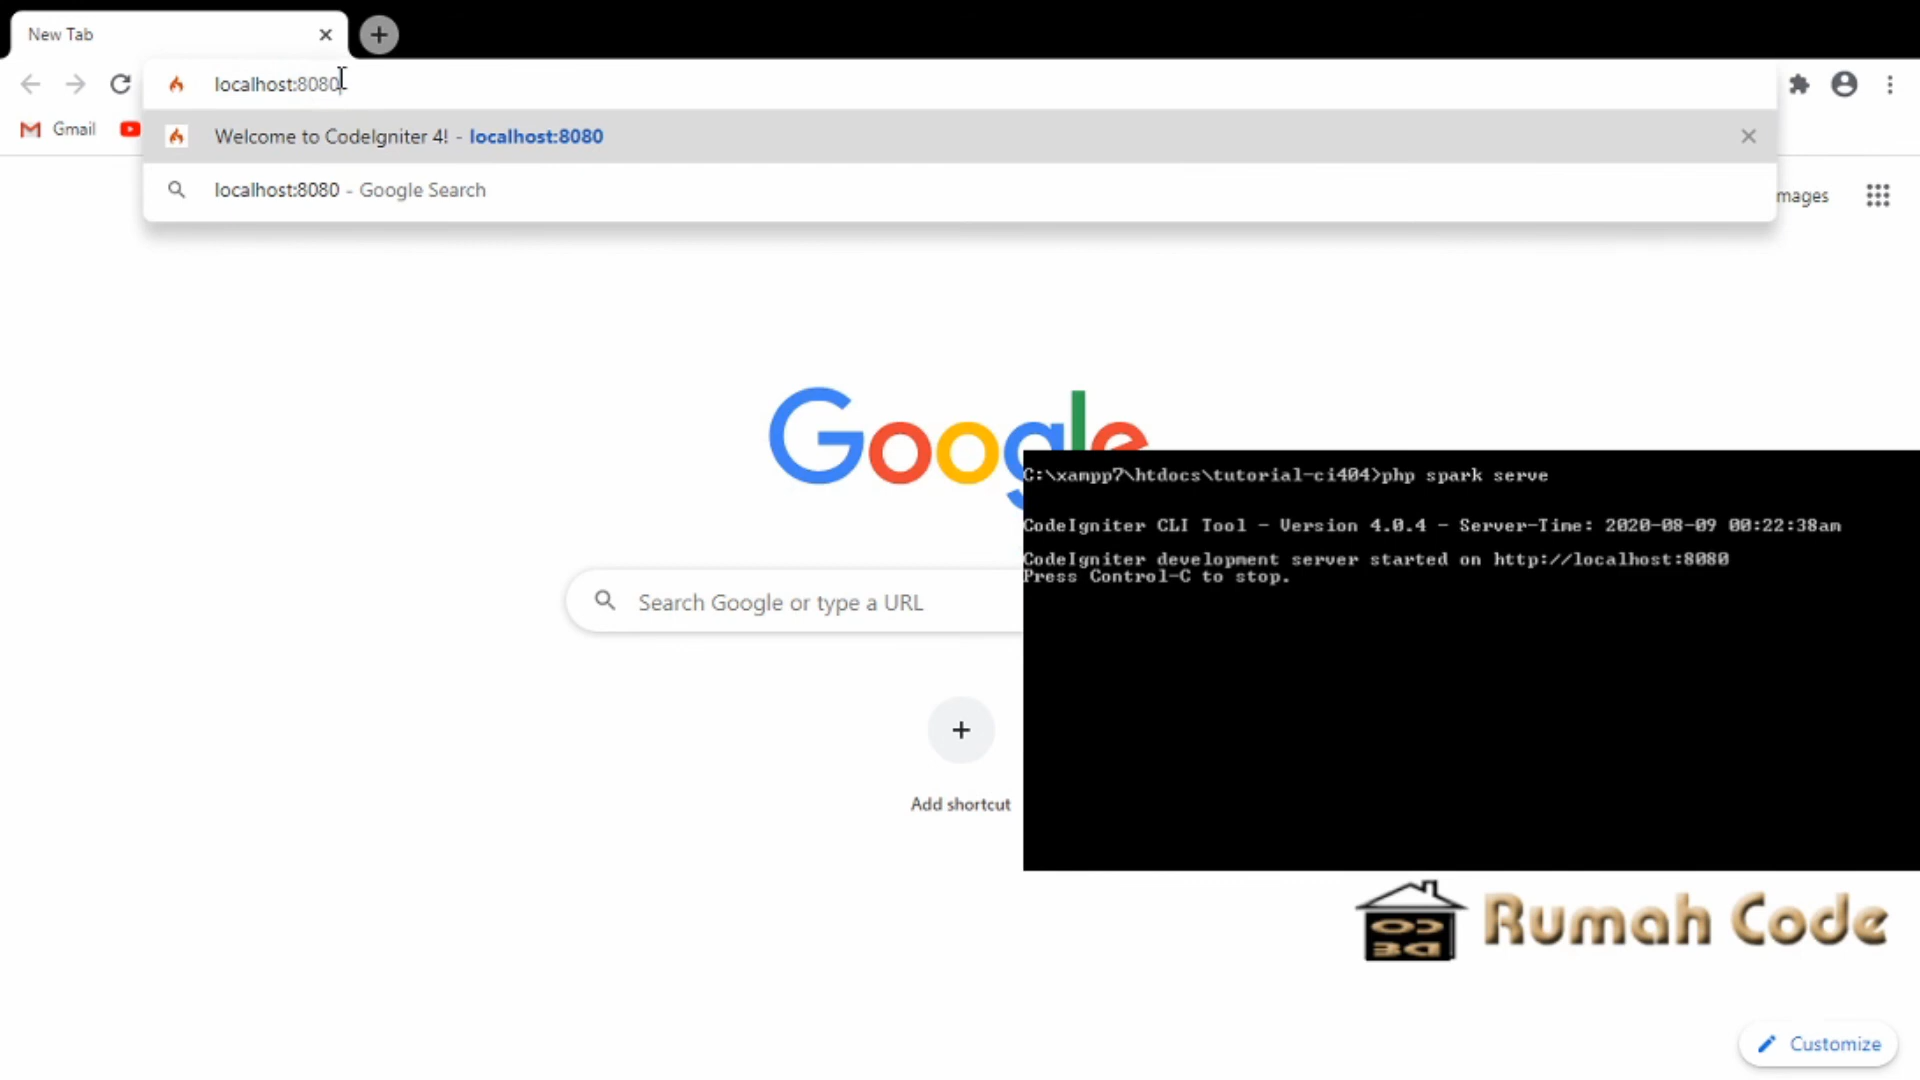 New Tab
localhost:8080
Gmail
Welcome to CodeIgniter 4! - localhost:8080
localhost:8080 - Google Search
mages
Google
Search Google or type a URL
Add shortcut
C:\xampp7\htdocs\tutorial-ci404>php spark serve
CodeIgniter CLI Tool - Version 4.0.4 - Server-Time: 2020-08-09 00:22:38am
CodeIgniter development server started on http://localhost:8080
Press Control-C to stop.
CO
DE
Rumah Code
Customize